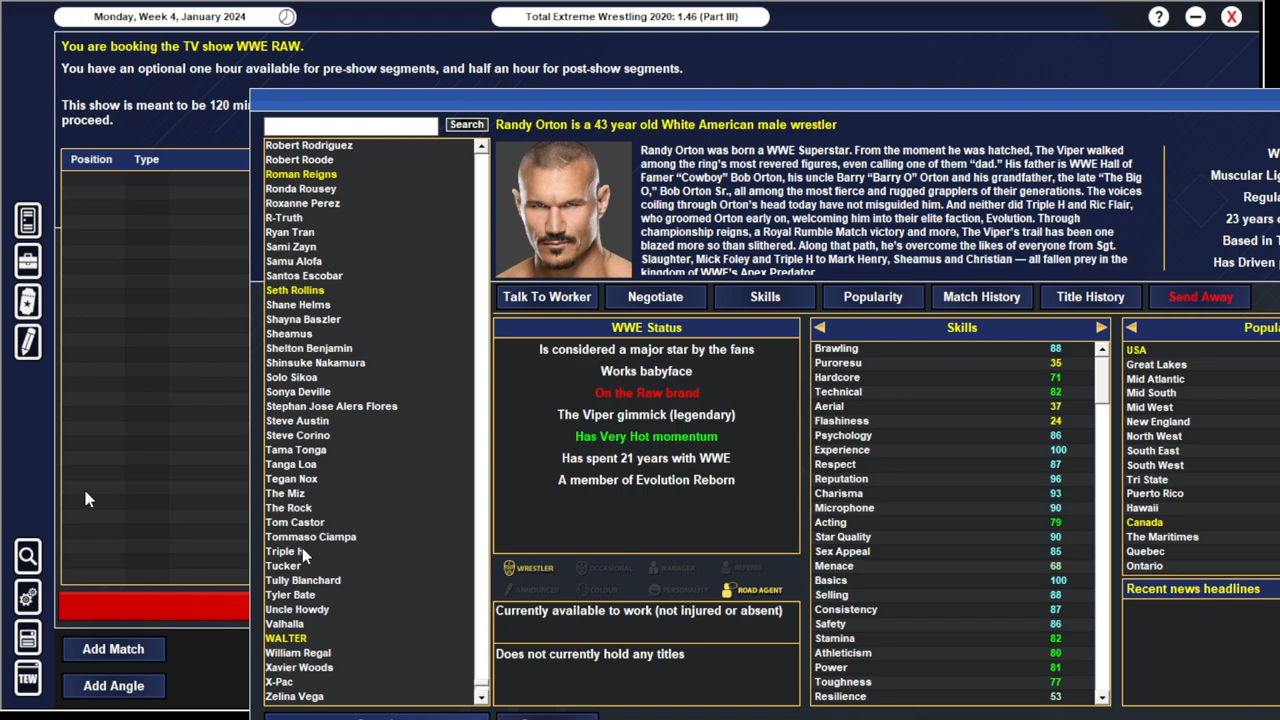 Monday, Week 4, January 2024
Total Extreme Wrestling 2020: 1.46 (Part III)
?
X
You are booking the TV show WWE RAW.
You have an optional one hour available for pre-show segments, and half an hour for post-show segments.
This show is meant to be 120 min
proceed.
Position
Type
Add Match
Add Angle
TEW
Search
Robert Rodriguez
Robert Roode
Roman Reigns
Ronda Rousey
Roxanne Perez
R-Truth
Ryan Tran
Sami Zayn
Samu Alofa
Santos Escobar
Seth Rollins
Shane Helms
Shayna Baszler
Sheamus
Shelton Benjamin
Shinsuke Nakamura
Solo Sikoa
Sonya Deville
Stephan Jose Alers Flores
Steve Austin
Steve Corino
Tama Tonga
Tanga Loa
Tegan Nox
The Miz
The Rock
Tom Castor
Tommaso Ciampa
Triple H
Tucker
Tully Blanchard
Tyler Bate
Uncle Howdy
Valhalla
WALTER
William Regal
Xavier Woods
X-Pac
Zelina Vega
Randy Orton is a 43 year old White American male wrestler
Randy Orton was born a WWE Superstar. From the moment he was hatched, The Viper walked
among the ring's most revered figures, even calling one of them “dad.” His father is WWE Hall of
Famer “Cowboy” Bob Orton, his uncle Barry “Barry O” Orton and his grandfather, the late “The Big
O,” Bob Orton Sr., all among the most fierce and rugged grapplers of their generations. The voices
coiling through Orton's head today have not misguided him. And neither did Triple H and Ric Flair,
who groomed Orton early on, welcoming him into their elite faction, Evolution. Through
championship reigns, a Royal Rumble Match victory and more, The Viper's trail has been one
blazed more so than slithered. Along that path, he's overcome the likes of everyone from Sgt.
Slaughter, Mick Foley and Triple H to Mark Henry, Sheamus and Christian — all fallen prey in the
kingdom of WWE's Apex Predator
W
Muscular Lig
Regula
23 years o
Based in T
Has Driven p
Talk To Worker
Negotiate
Skills
Popularity
Match History
Title History
Send Away
WWE Status
Is considered a major star by the fans
Works babyface
On the Raw brand
The Viper gimmick (legendary)
Has Very Hot momentum
Has spent 21 years with WWE
A member of Evolution Reborn
WRESTLER
OCCASIONAL
MANAGER
REFEREE
ANNOUNCER
COLOUR
PERSONALITY
ROAD AGENT
Currently available to work (not injured or absent)
Does not currently hold any titles
Skills
Brawling 88
Puroresu 35
Hardcore 71
Technical 82
Aerial 37
Flashiness 24
Psychology 86
Experience 100
Respect 87
Reputation 96
Charisma 93
Microphone 90
Acting 79
Star Quality 90
Sex Appeal 85
Menace 68
Basics 100
Selling 88
Consistency 87
Safety 86
Stamina 82
Athleticism 80
Power 81
Toughness 77
Resilience 53
Popula
USA
Great Lakes
Mid Atlantic
Mid South
Mid West
New England
North West
South East
South West
Tri State
Puerto Rico
Hawaii
Canada
The Maritimes
Quebec
Ontario
Recent news headlines